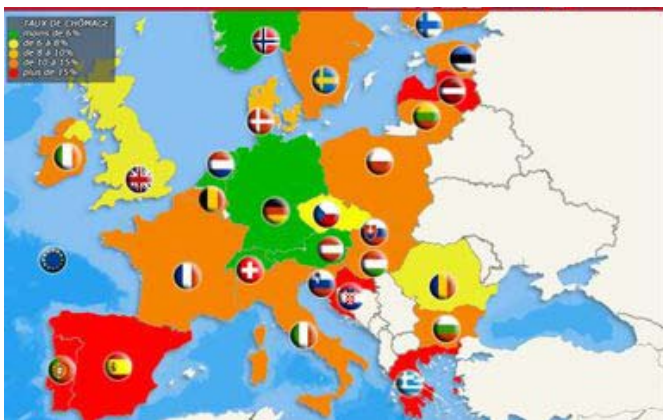 TAUX DE CHÔMAGE
moins de 6%
de 6 à 8%
de 8 à 10%
de 10 à 15%
plus de 15%